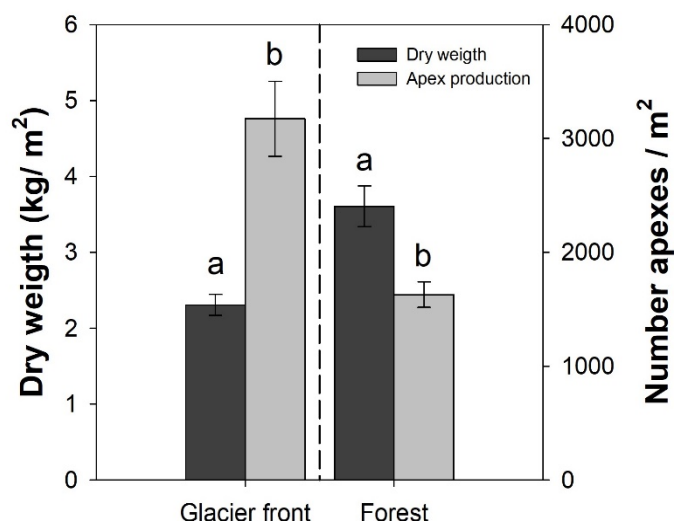 Dry weigth (kg/ m²)
6
5
4
3
2
1
0
a
b
a
b
Dry weigth
Apex production
4000
3000
2000
1000
0
Number apexes / m²
Glacier front
Forest